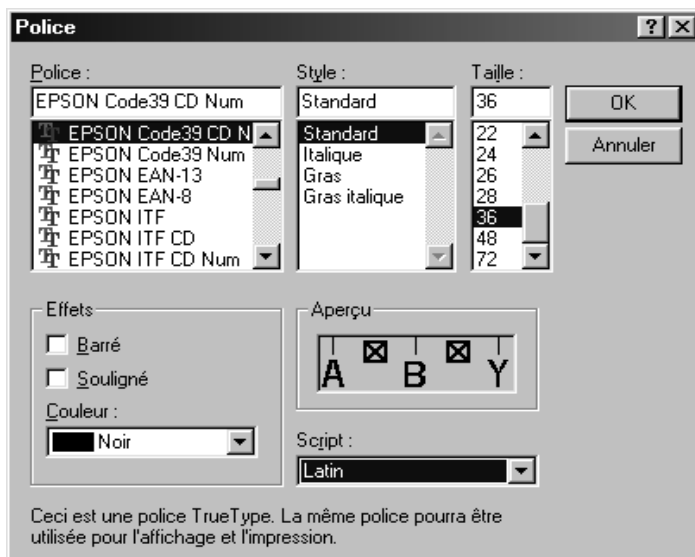 Police
Police :
EPSON Code39 CD Num
EPSON Code39 CD N
EPSON Code39 Num
EPSON EAN-13
EPSON EAN-8
EPSON ITF
EPSON ITF CD
EPSON ITF CD Num
Style :
Standard
Standard
Italique
Gras
Gras italique
Taille :
36
22
24
26
28
36
48
72
OK
Annuler
Effets
Barré
Souligné
Couleur :
Noir
Aperçu
A B Y
Script :
Latin
Ceci est une police TrueType. La même police pourra être
utilisée pour l'affichage et l'impression.